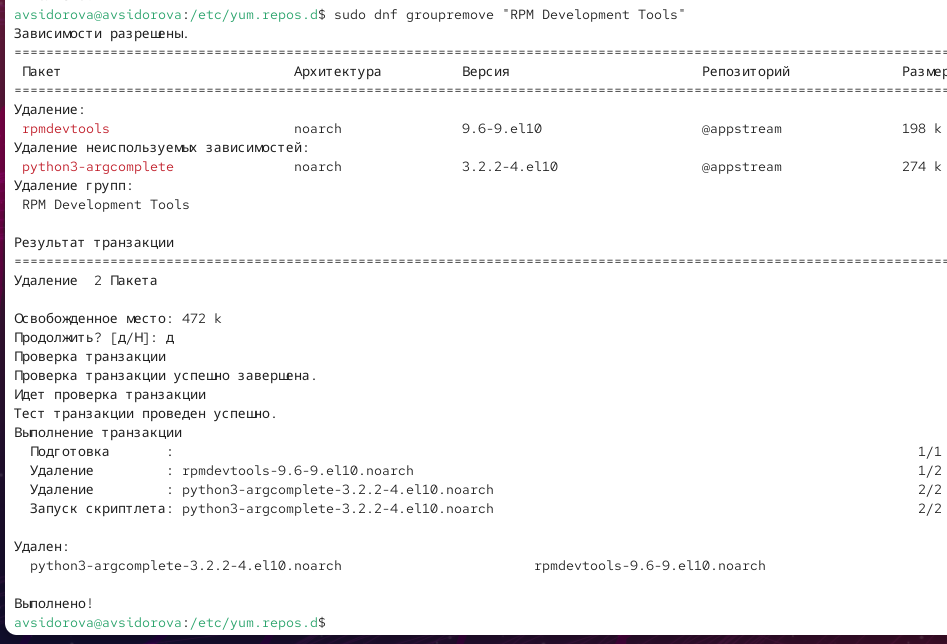 avsidorova@avsidorova:/etc/yum.repos.d$ sudo dnf groupremove "RPM Development Tools"
Зависимости разрешены.
================================================================================
Пакет Архитектура Версия Репозиторий Размер
================================================================================
Удаление:
rpmdevtools noarch 9.6-9.el10 @appstream 198 k
Удаление неиспользуемых зависимостей:
python3-argcomplete noarch 3.2.2-4.el10 @appstream 274 k
Удаление групп:
RPM Development Tools
Результат транзакции
================================================================================
Удаление 2 Пакета
Освобожденное место: 472 k
Продолжить? [д/Н]: д
Проверка транзакции
Проверка транзакции успешно завершена.
Идет проверка транзакции
Тест транзакции проведен успешно.
Выполнение транзакции
Подготовка : 1/1
Удаление : rpmdevtools-9.6-9.el10.noarch 1/2
Удаление : python3-argcomplete-3.2.2-4.el10.noarch 2/2
Запуск скриптлета: python3-argcomplete-3.2.2-4.el10.noarch 2/2
Удален:
python3-argcomplete-3.2.2-4.el10.noarch rpmdevtools-9.6-9.el10.noarch
Выполнено!
avsidorova@avsidorova:/etc/yum.repos.d$